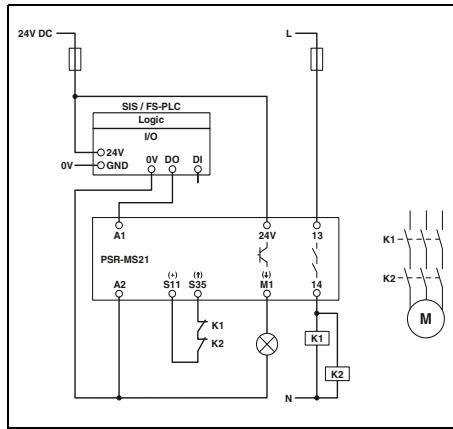 24V DC
L
SIS / FS-PLC
Logic
I/O
24V
0V GND
0V DO DI
A1 24V 13
PSR-MS21
(+) (↑) (↓)
A2 S11 S35 M1 14
K1
K2
K1
K2
N
K1
K2
M